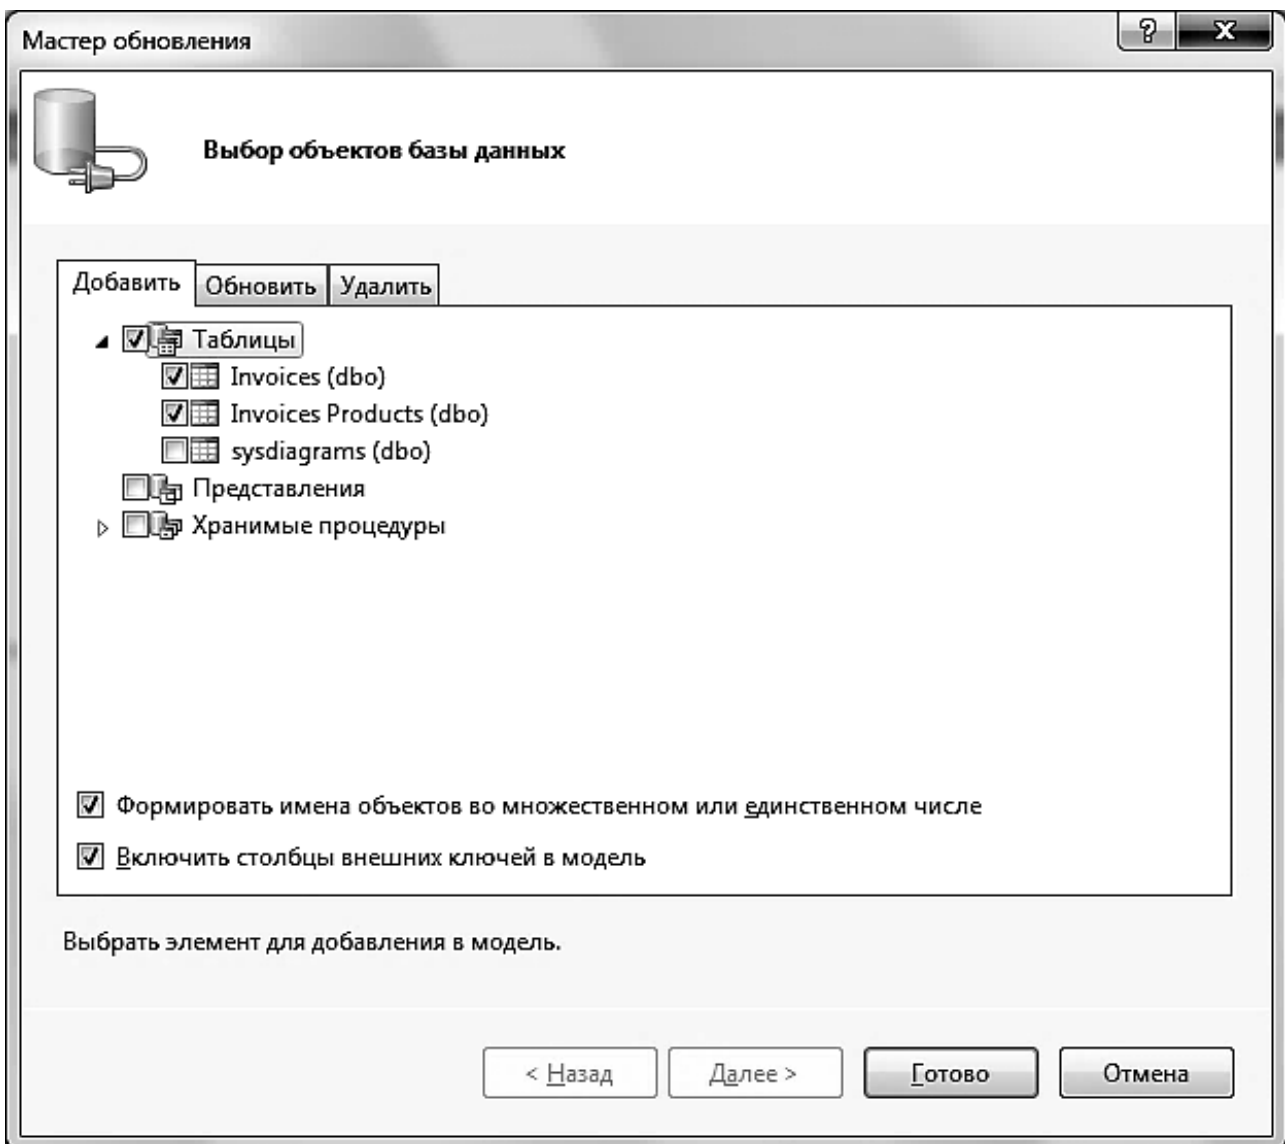 Мастер обновления
?
X
Выбор объектов базы данных
Добавить Обновить Удалить
Таблицы
Invoices (dbo)
Invoices Products (dbo)
sysdiagrams (dbo)
Представления
Хранимые процедуры
Формировать имена объектов во множественном или единственном числе
Включить столбцы внешних ключей в модель
Выбрать элемент для добавления в модель.
< Назад Далее > Готово Отмена